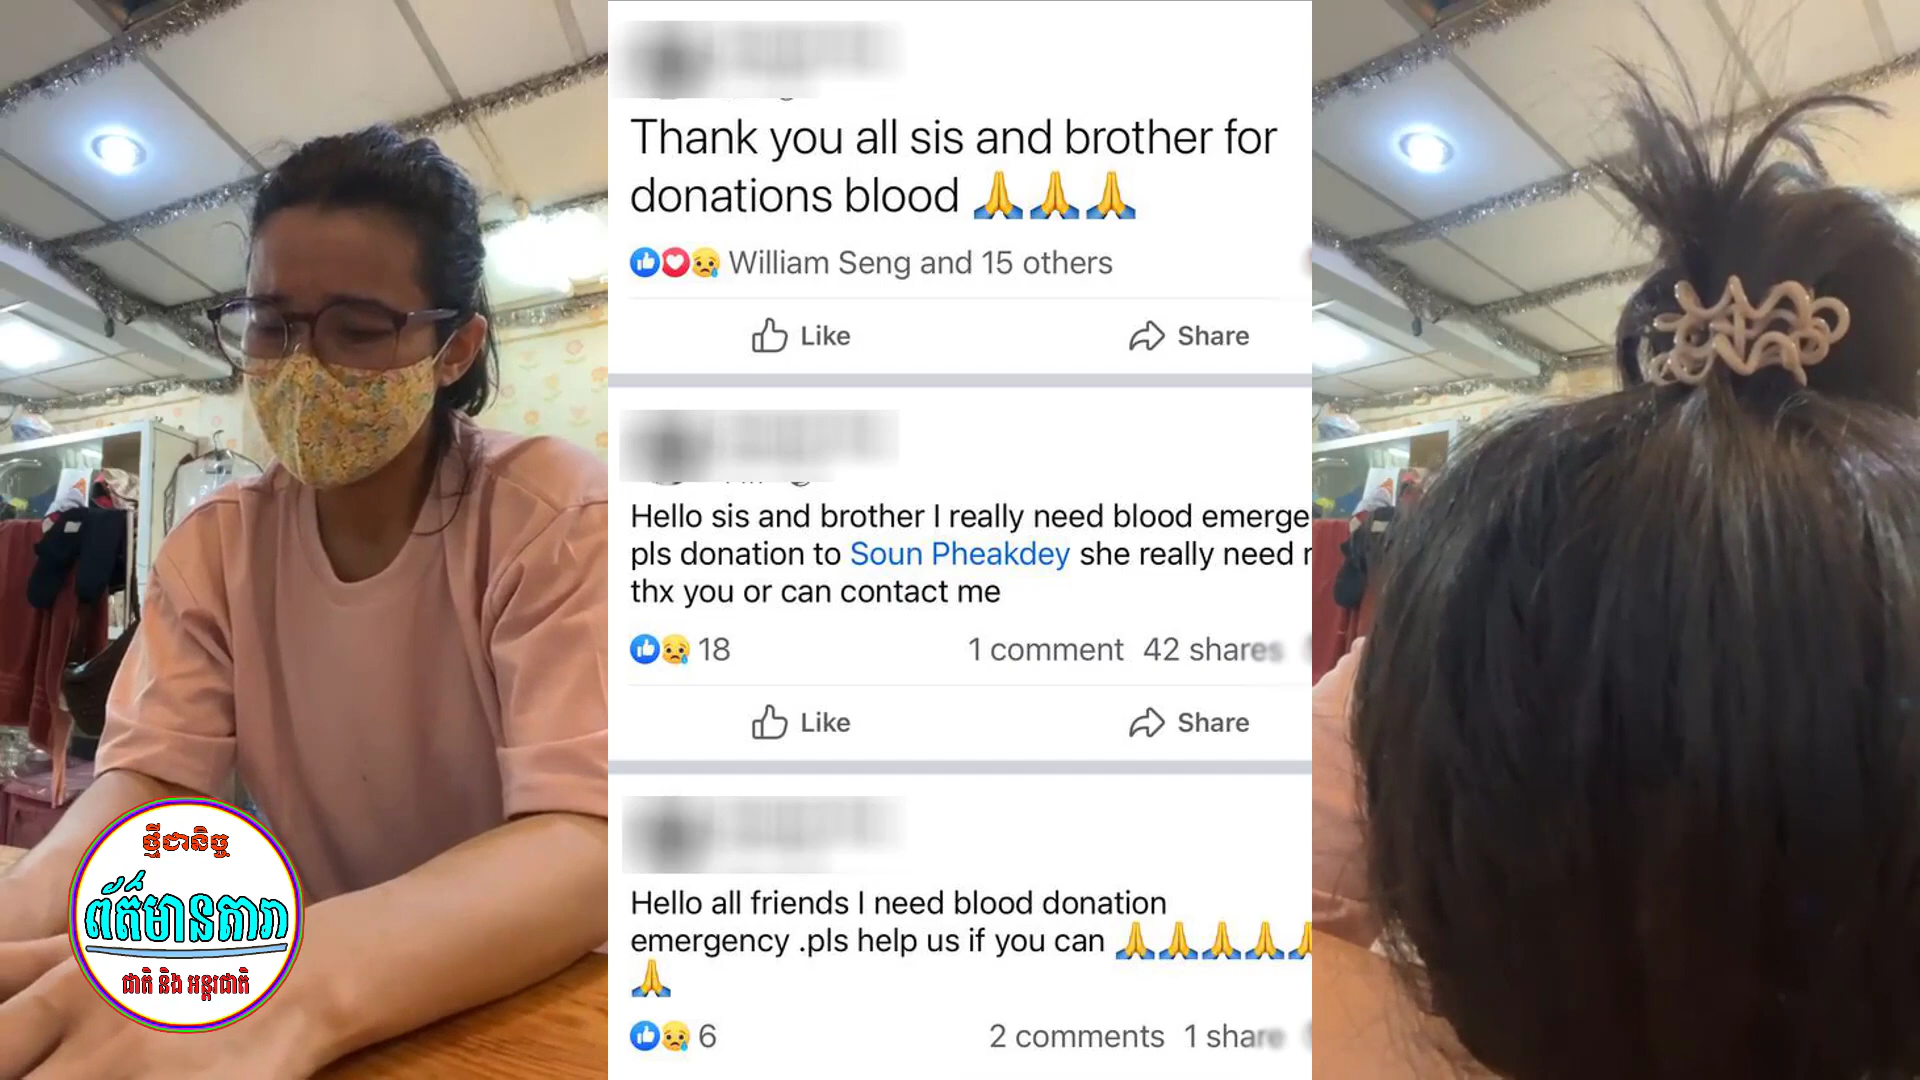 Thank you all sis and brother for
donations blood 🙏🙏🙏
William Seng and 15 others
Like Share
Hello sis and brother I really need blood emerge
pls donation to Soun Pheakdey she really need
thx you or can contact me
18 1 comment 42 shares
Like Share
Hello all friends I need blood donation
emergency .pls help us if you can 🙏🙏🙏🙏🙏
🙏
6 2 comments 1 share
ថ្មីជានិច្ច
ព័ត៌មានតារា
ជាតិ និង អន្តរជាតិ